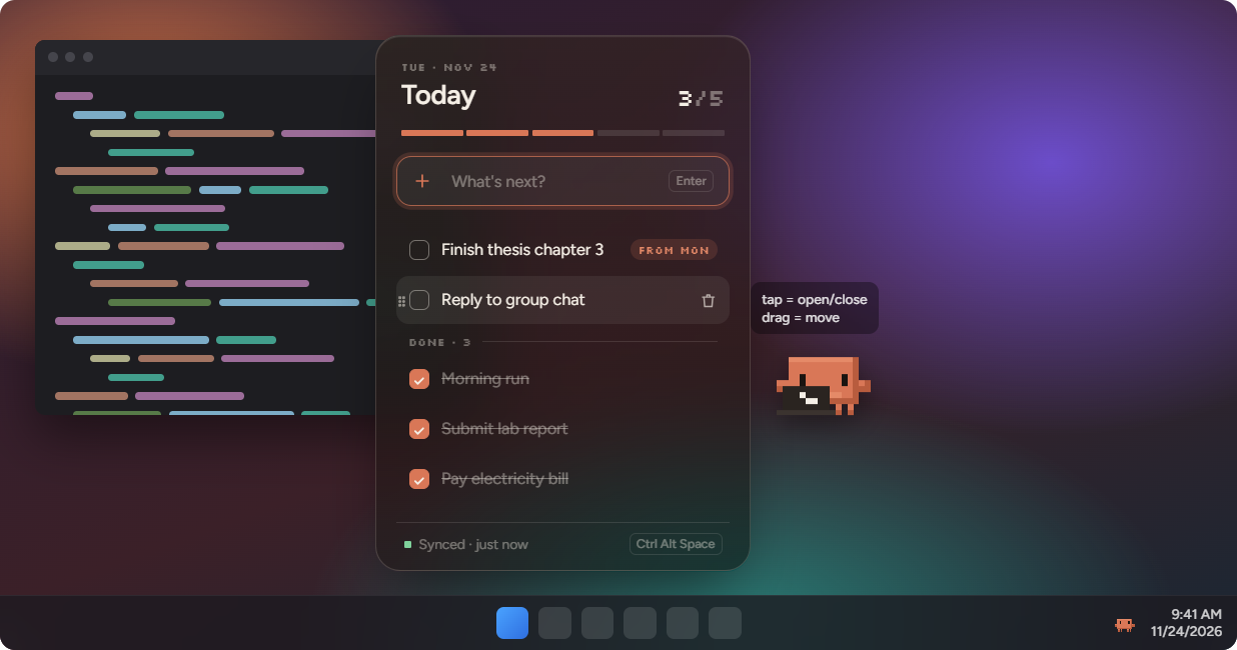 TUE · NOV 24
Today
3/5
What's next?
Enter
Finish thesis chapter 3
FROM MON
Reply to group chat
DONE · 3
Morning run
Submit lab report
Pay electricity bill
Synced · just now
Ctrl Alt Space
tap = open/close
drag = move
9:41 AM
11/24/2026